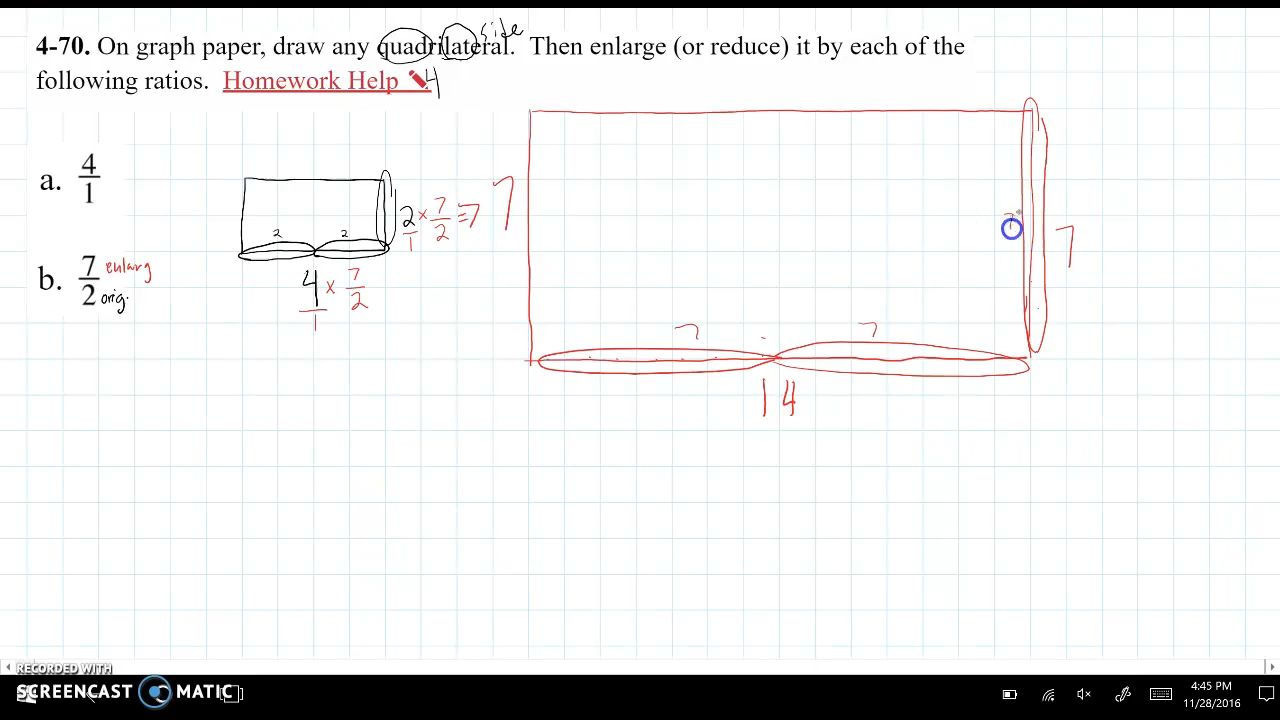 side
4-70. On graph paper, draw any quadrilateral. Then enlarge (or reduce) it by each of the
following ratios. Homework Help 4
a. 4/1
b. 7/2 enlarg
orig.
2 2
2/1 × 7/2 = 7
4/1 × 7/2
7
7
7 7
14
RECORDED WITH
SCREENCAST MATIC
4:45 PM
11/28/2016